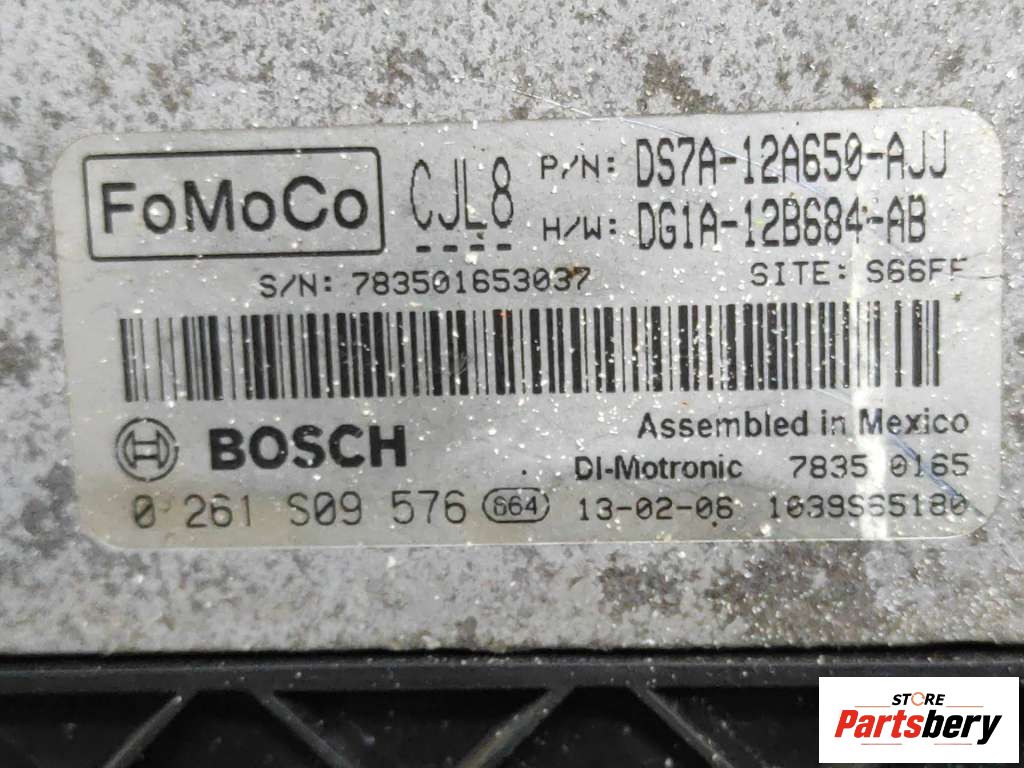 FoMoCo CJL8 P/N: DS7A-12A650-AJJ
H/W: DG1A-12B684-AB
S/N: 783501653037 SITE: S66FF
BOSCH Assembled in Mexico
DI-Motronic 7835 0165
0 261 S09 576 S64 13-02-06 1039S65180
STORE
Partsbery